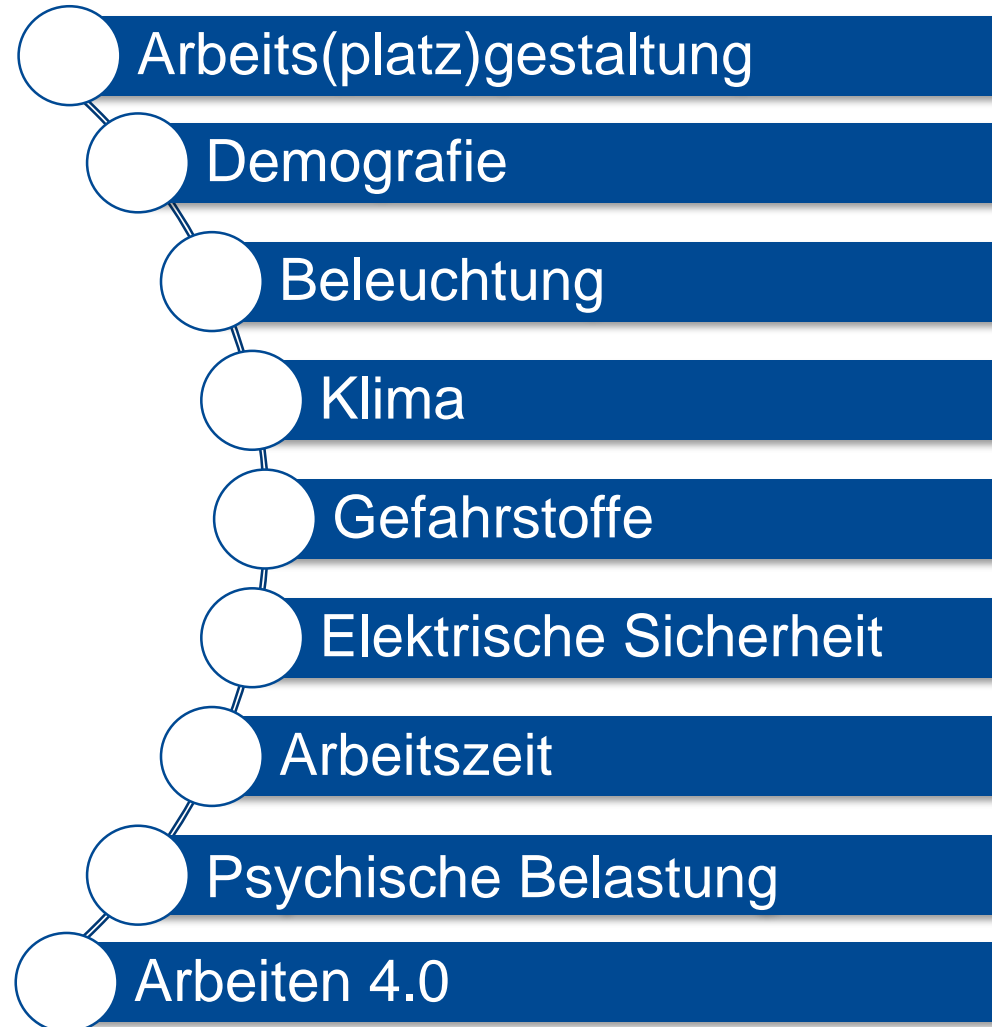 Arbeits(platz)gestaltung
Demografie
Beleuchtung
Klima
Gefahrstoffe
Elektrische Sicherheit
Arbeitszeit
Psychische Belastung
Arbeiten 4.0